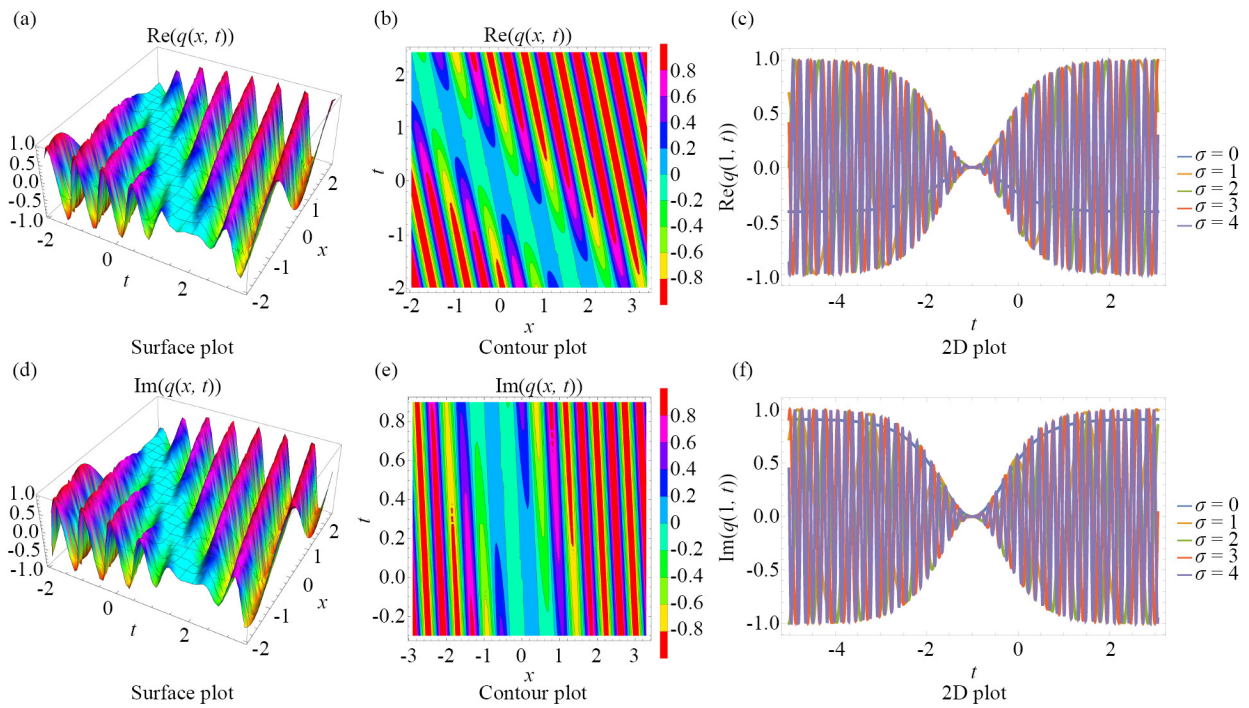 (a)
Re(q(x, t))
1.0
0.5
0.0
-0.5
-1.0
-2
0
t
2
-2
-1
0
x
1
2
Surface plot
(b)
Re(q(x, t))
2
1
t
0
-1
-2
-2
-1
0
1
2
3
x
0.8
0.6
0.4
0.2
0
-0.2
-0.4
-0.6
-0.8
Contour plot
(c)
Re(q(1, t))
1.0
0.5
0.0
-0.5
-1.0
-4
-2
0
2
t
σ = 0
σ = 1
σ = 2
σ = 3
σ = 4
2D plot
(d)
Im(q(x, t))
1.0
0.5
0.0
-0.5
-1.0
-2
0
t
2
-2
-1
0
x
1
2
Surface plot
(e)
Im(q(x, t))
0.8
0.6
0.4
t
0.2
0.0
-0.2
-3
-2
-1
0
1
2
3
x
0.8
0.6
0.4
0.2
0
-0.2
-0.4
-0.6
-0.8
Contour plot
(f)
Im(q(1, t))
1.0
0.5
0.0
-0.5
-1.0
-4
-2
0
2
t
σ = 0
σ = 1
σ = 2
σ = 3
σ = 4
2D plot